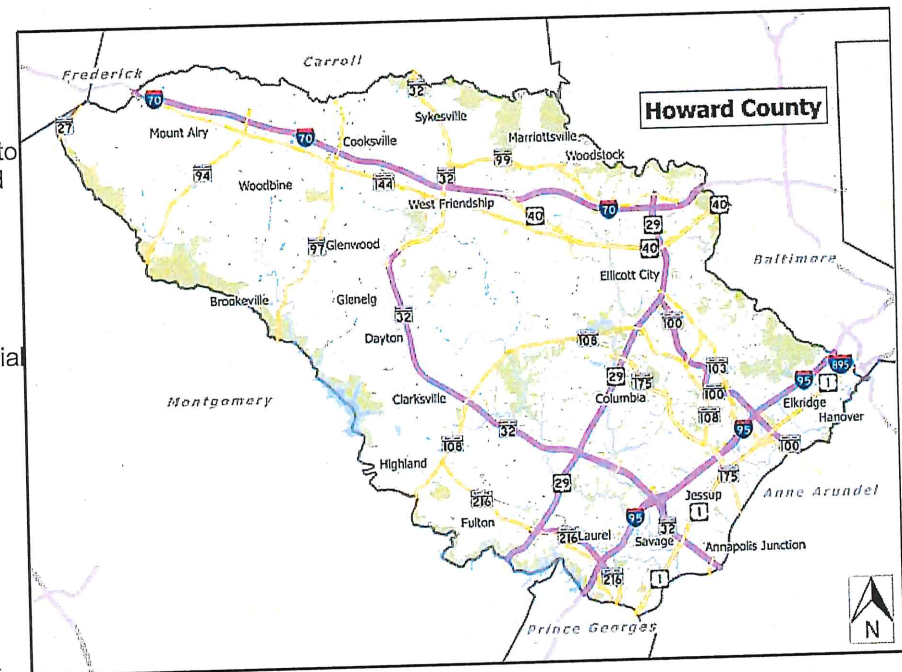 Carroll
Frederick
32
70
Howard County
27
Mount Airy
70
Cooksville
Sykesville
Marriottsville
to
99
Woodstock
94
Woodbine
144
32
West Friendship
40
70
40
29
97
Glenwood
40
Ellicott City
Baltimore
Brookeville
Glenelg
32
Dayton
108
100
ial
29
175
103
95
895
1
Montgomery
Clarksville
Columbia
100
Elkridge
108
Hanover
32
95
100
108
Highland
29
175
Anne Arundel
216
Jessup
1
Fulton
95
216
Laurel
32
Savage
Annapolis Junction
216
1
Prince Georges
N